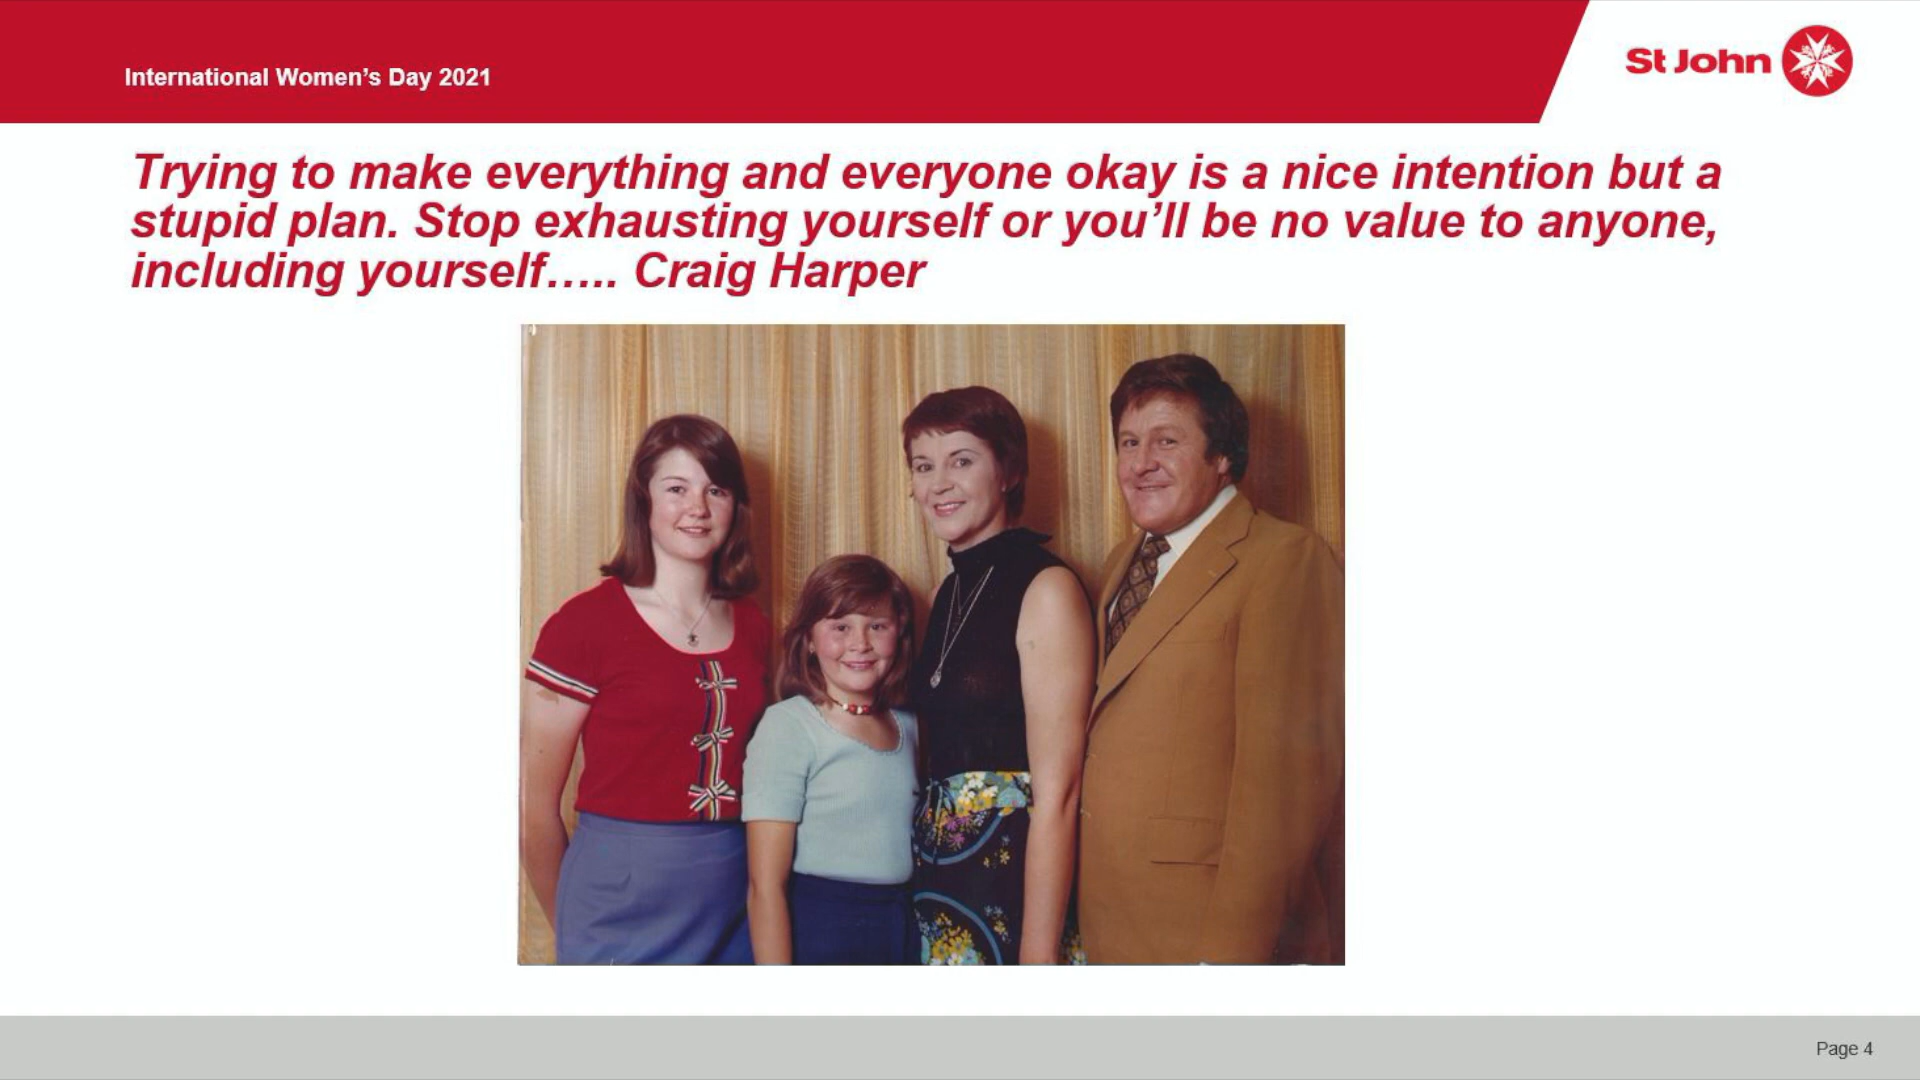 International Women’s Day 2021
St John
Trying to make everything and everyone okay is a nice intention but a
stupid plan. Stop exhausting yourself or you’ll be no value to anyone,
including yourself..... Craig Harper
Page 4